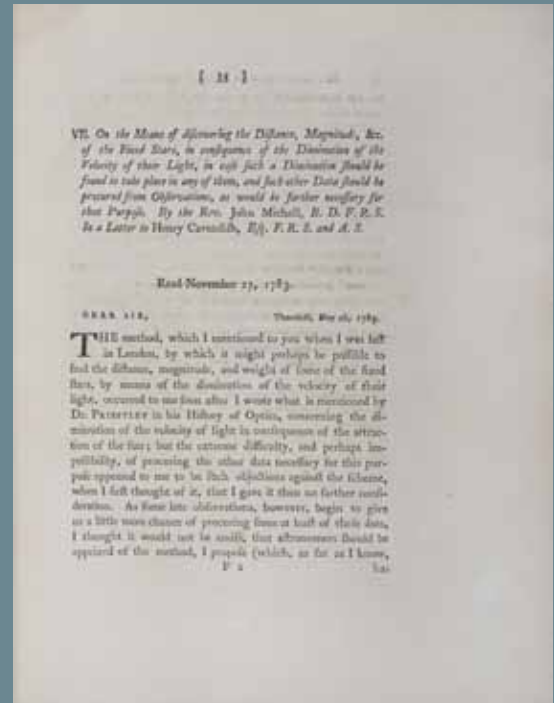 [ 35 ]
VII. On the Means of discovering the Distance, Magnitude, &c.
of the Fixed Stars, in consequence of the Diminution of the
Velocity of their Light, in case such a Diminution should be
found to take place in any of them, and such other Data should be
procured from Observations, as would be farther necessary for
that Purpose. By the Rev. John Michell, B. D. F. R. S.
In a Letter to Henry Cavendish, Esq. F. R. S. and A. S.
Read November 27, 1783.
DEAR SIR, Thornhill, May 26, 1783.
THE method, which I mentioned to you when I was last
in London, by which it might perhaps be possible to
find the distance, magnitude, and weight of some of the fixed
stars, by means of the diminution of the velocity of their
light, occurred to me soon after I wrote what is mentioned by
Dr. PRIESTLEY in his History of Optics, concerning the di-
minution of the velocity of light in consequence of the attrac-
tion of the sun; but the extreme difficulty, and perhaps im-
possibility, of procuring the other data necessary for this pur-
pose appeared to me to be such objections against the scheme,
when I first thought of it, that I gave it then no farther consi-
deration. As some late observations, however, begin to give
us a little more chance of procuring some at least of these data,
I thought it would not be amiss, that astronomers should be
apprized of the method, I propose (which, as far as I know,
F 2 has